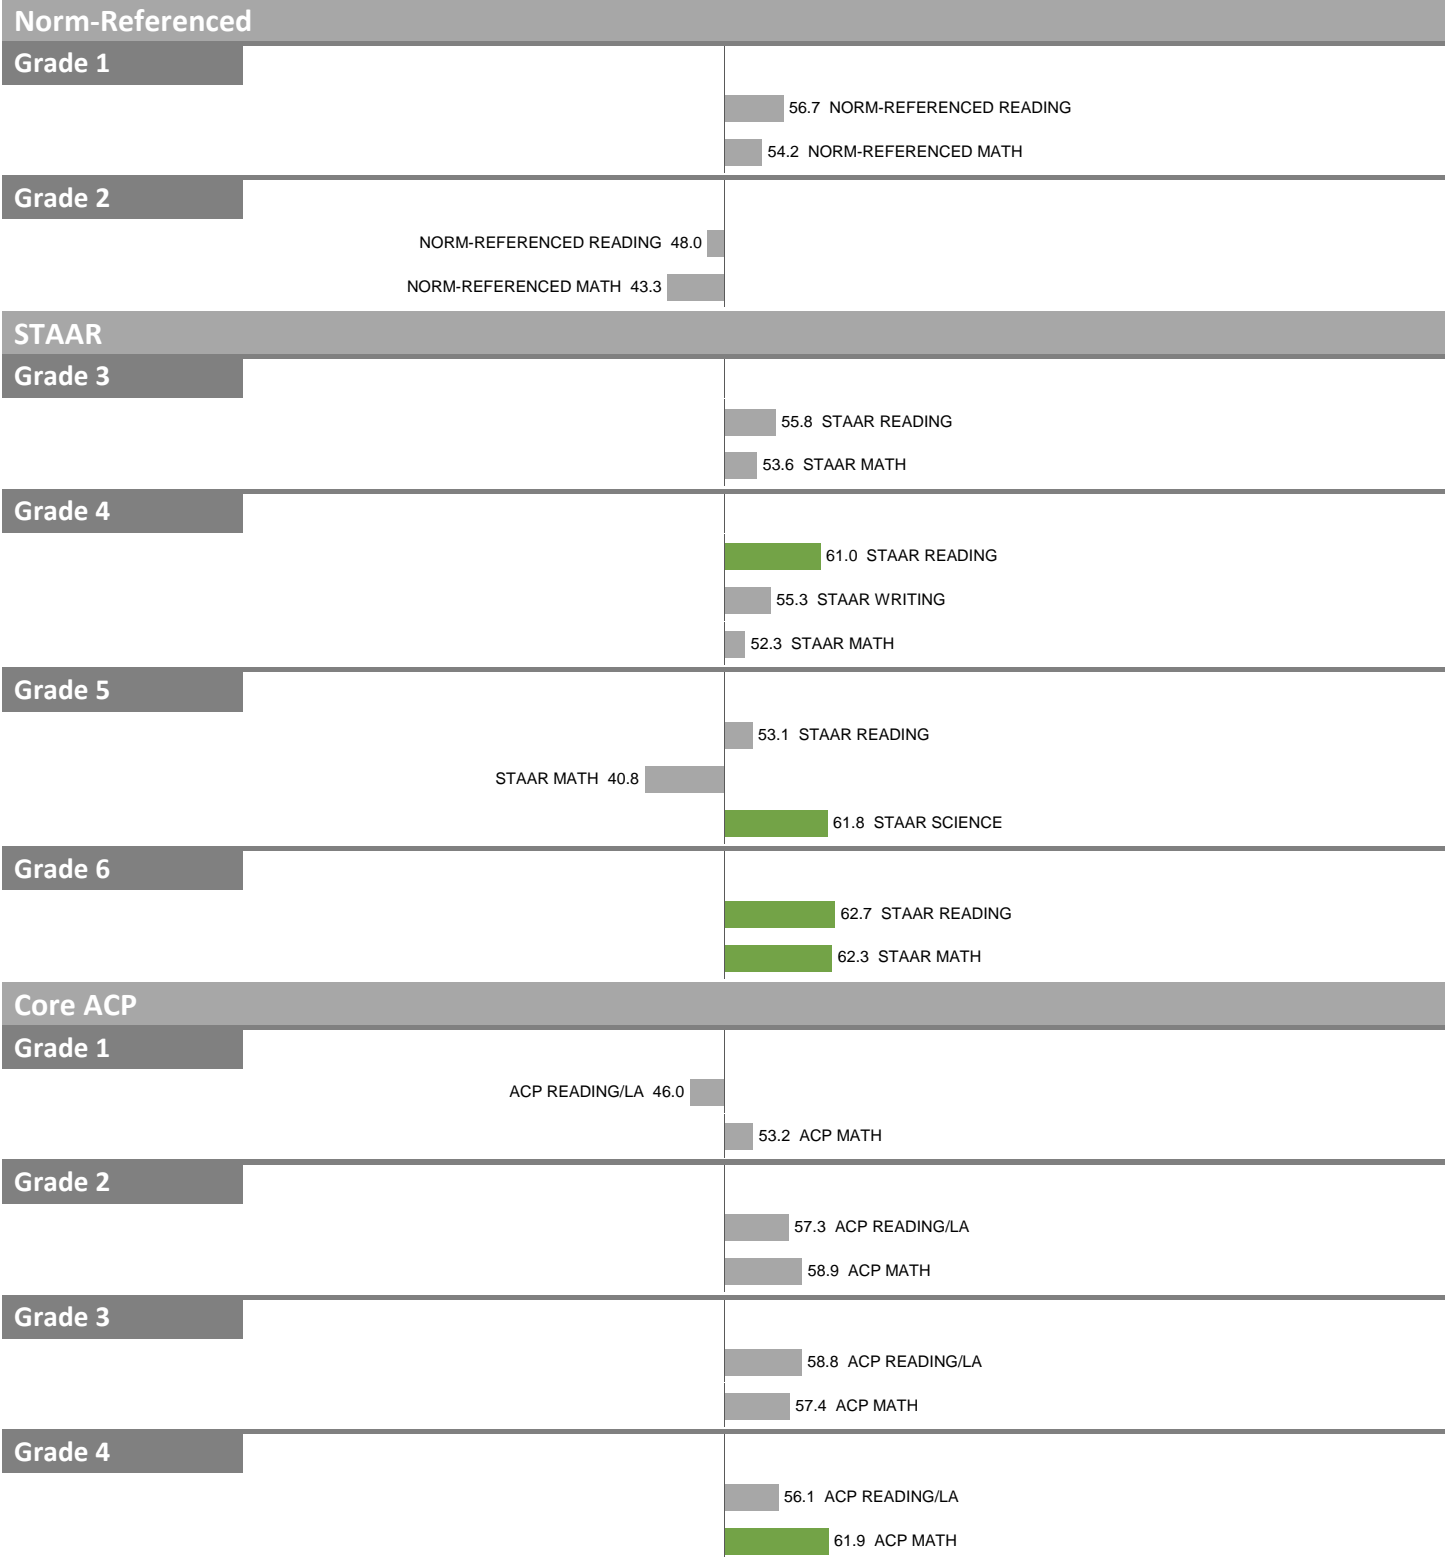 Norm-Referenced
Grade 1
56.7 NORM-REFERENCED READING
54.2 NORM-REFERENCED MATH
Grade 2
NORM-REFERENCED READING 48.0
NORM-REFERENCED MATH 43.3
STAAR
Grade 3
55.8 STAAR READING
53.6 STAAR MATH
Grade 4
61.0 STAAR READING
55.3 STAAR WRITING
52.3 STAAR MATH
Grade 5
53.1 STAAR READING
STAAR MATH 40.8
61.8 STAAR SCIENCE
Grade 6
62.7 STAAR READING
62.3 STAAR MATH
Core ACP
Grade 1
ACP READING/LA 46.0
53.2 ACP MATH
Grade 2
57.3 ACP READING/LA
58.9 ACP MATH
Grade 3
58.8 ACP READING/LA
57.4 ACP MATH
Grade 4
56.1 ACP READING/LA
61.9 ACP MATH